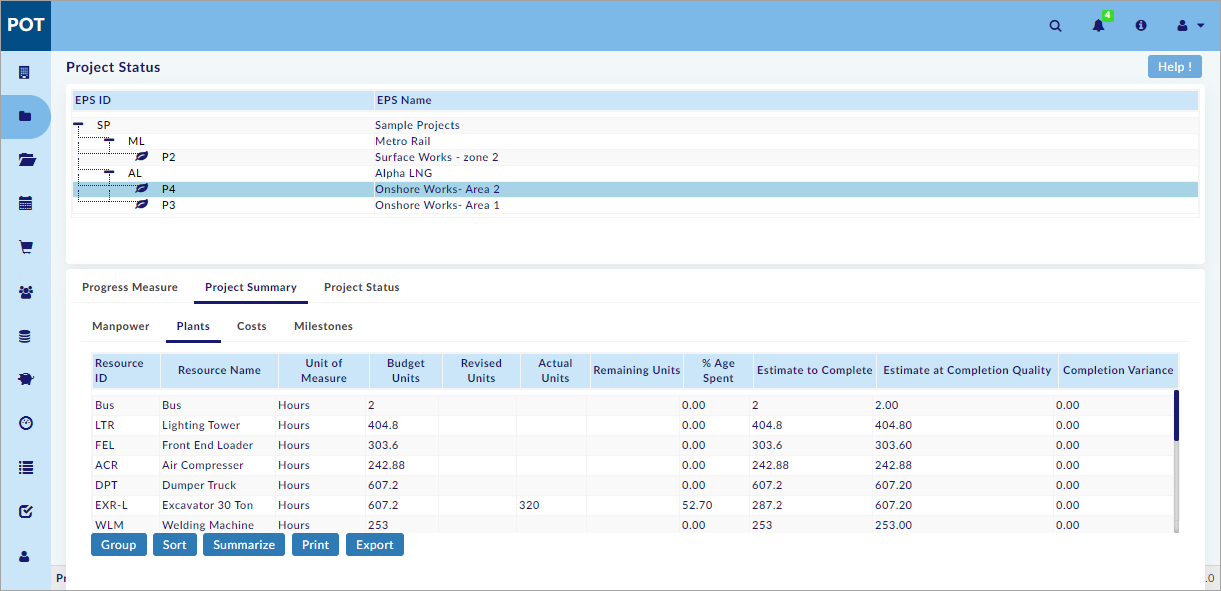 POT
4
Project Status
Help !
EPS ID EPS Name
SP Sample Projects
ML Metro Rail
P2 Surface Works - zone 2
AL Alpha LNG
P4 Onshore Works- Area 2
P3 Onshore Works- Area 1
Progress Measure Project Summary Project Status
Manpower Plants Costs Milestones
Resource ID Resource Name Unit of Measure Budget Units Revised Units Actual Units Remaining Units % Age Spent Estimate to Complete Estimate at Completion Quality Completion Variance
Bus Bus Hours 2 0.00 2 2.00 0.00
LTR Lighting Tower Hours 404.8 0.00 404.8 404.80 0.00
FEL Front End Loader Hours 303.6 0.00 303.6 303.60 0.00
ACR Air Compresser Hours 242.88 0.00 242.88 242.88 0.00
DPT Dumper Truck Hours 607.2 0.00 607.2 607.20 0.00
EXR-L Excavator 30 Ton Hours 607.2 320 52.70 287.2 607.20 0.00
WLM Welding Machine Hours 253 0.00 253 253.00 0.00
Group Sort Summarize Print Export
.0